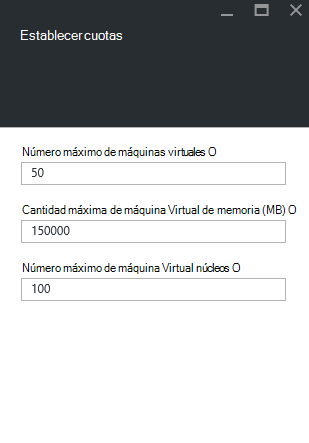 Establecer cuotas
Número máximo de máquinas virtuales O
50
Cantidad máxima de máquina Virtual de memoria (MB) O
150000
Número máximo de máquina Virtual núcleos O
100